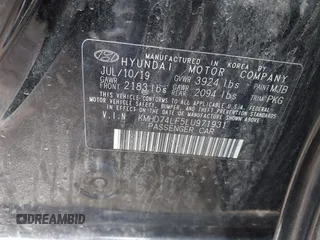 MANUFACTURED IN KOREA BY
HYUNDAI MOTOR COMPANY
JUL/10/19 GVWR 3924 lbs PAINT MJB
GAWR FRONT 2183 lbs GAWR REAR 2094 lbs TRIM PKG
THIS VEHICLE CONFORMS TO ALL APPLICABLE U.S. FEDERAL
MOTOR VEHICLE SAFETY, BUMPER, AND THEFT PREVENTION
STANDARDS IN EFFECT ON THE DATE OF MANUFACTURE SHOWN ABOVE.
V.I.N. KMHD74LF5LU971931
PASSENGER CAR
DREAMBID